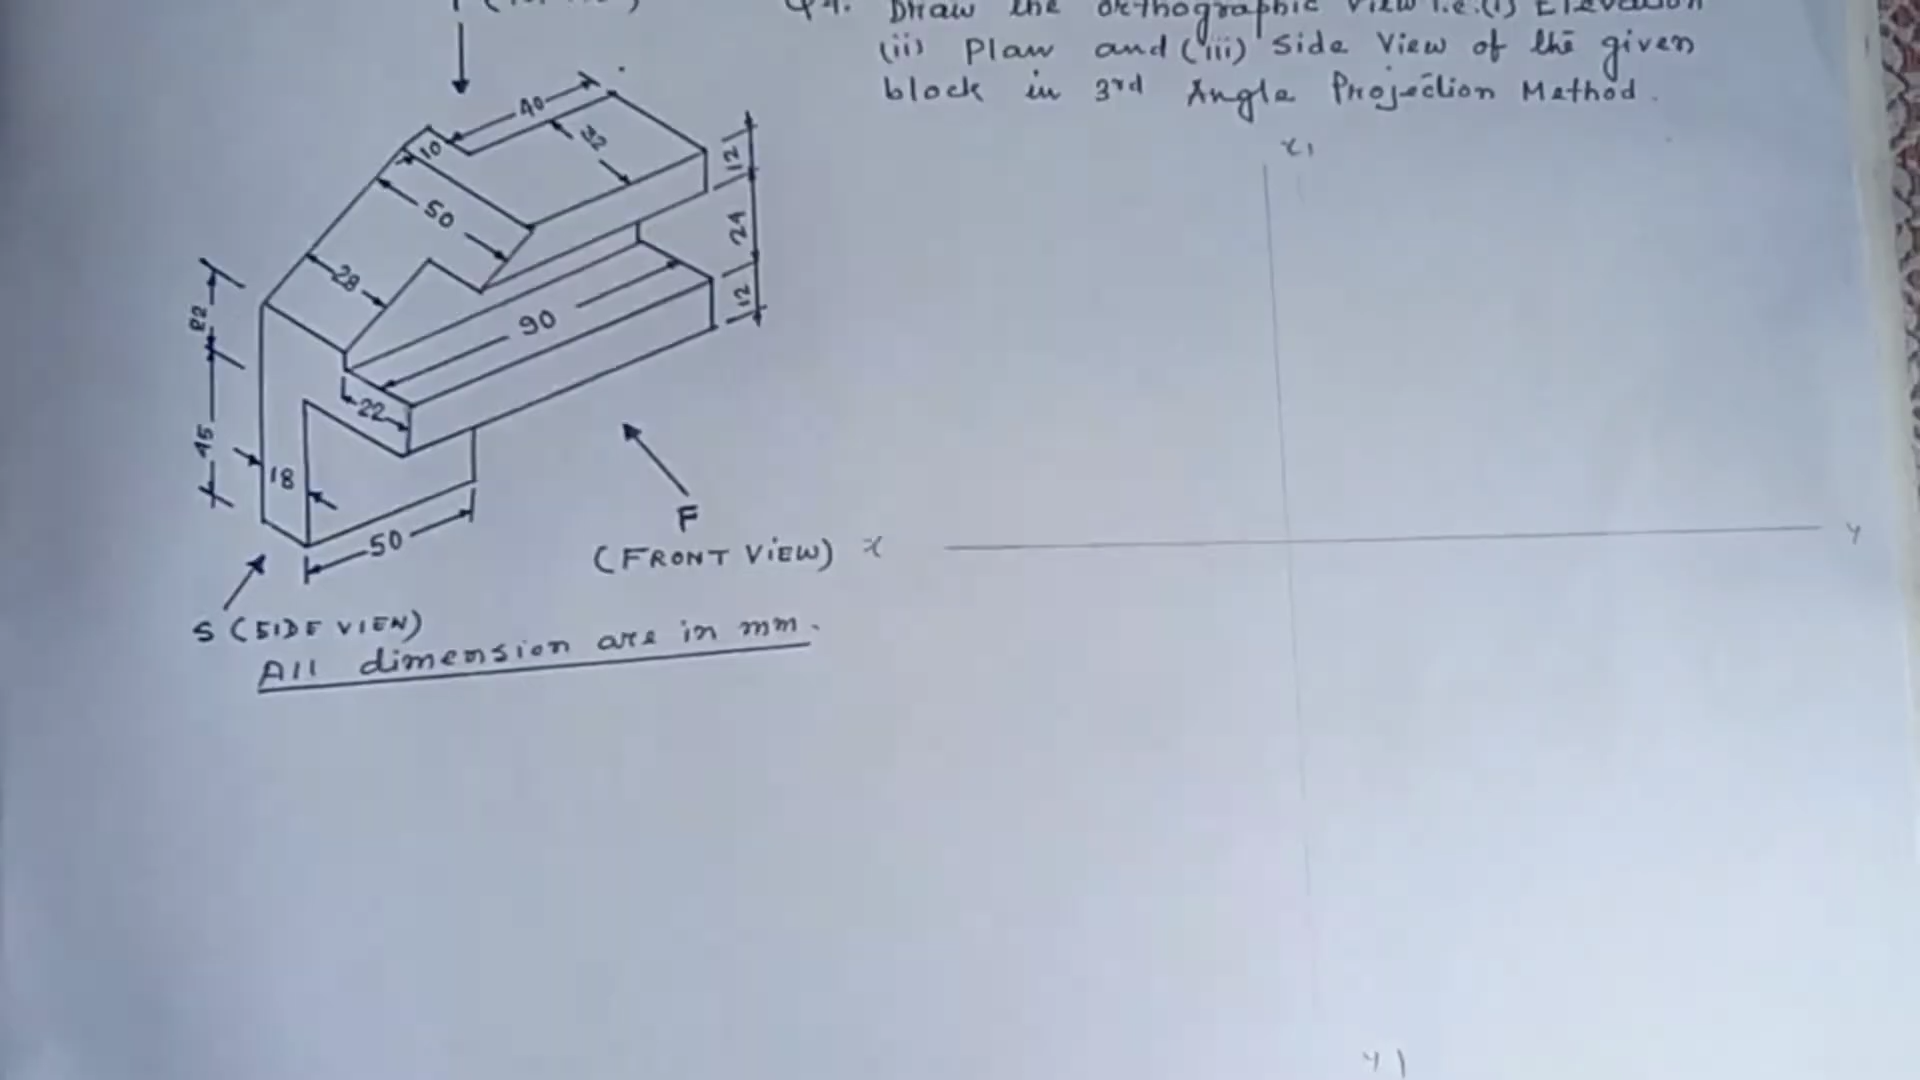 Q4. Draw the orthographic view i.e. (i) Elevation
(ii) Plan and (iii) Side View of the given
block in 3rd Angle Projection Method.
x1
40
32
10
12
50
24
28
12
22
90
22
45
18
50
F
(FRONT VIEW)
x
y
S (SIDE VIEW)
All dimension are in mm.
y1